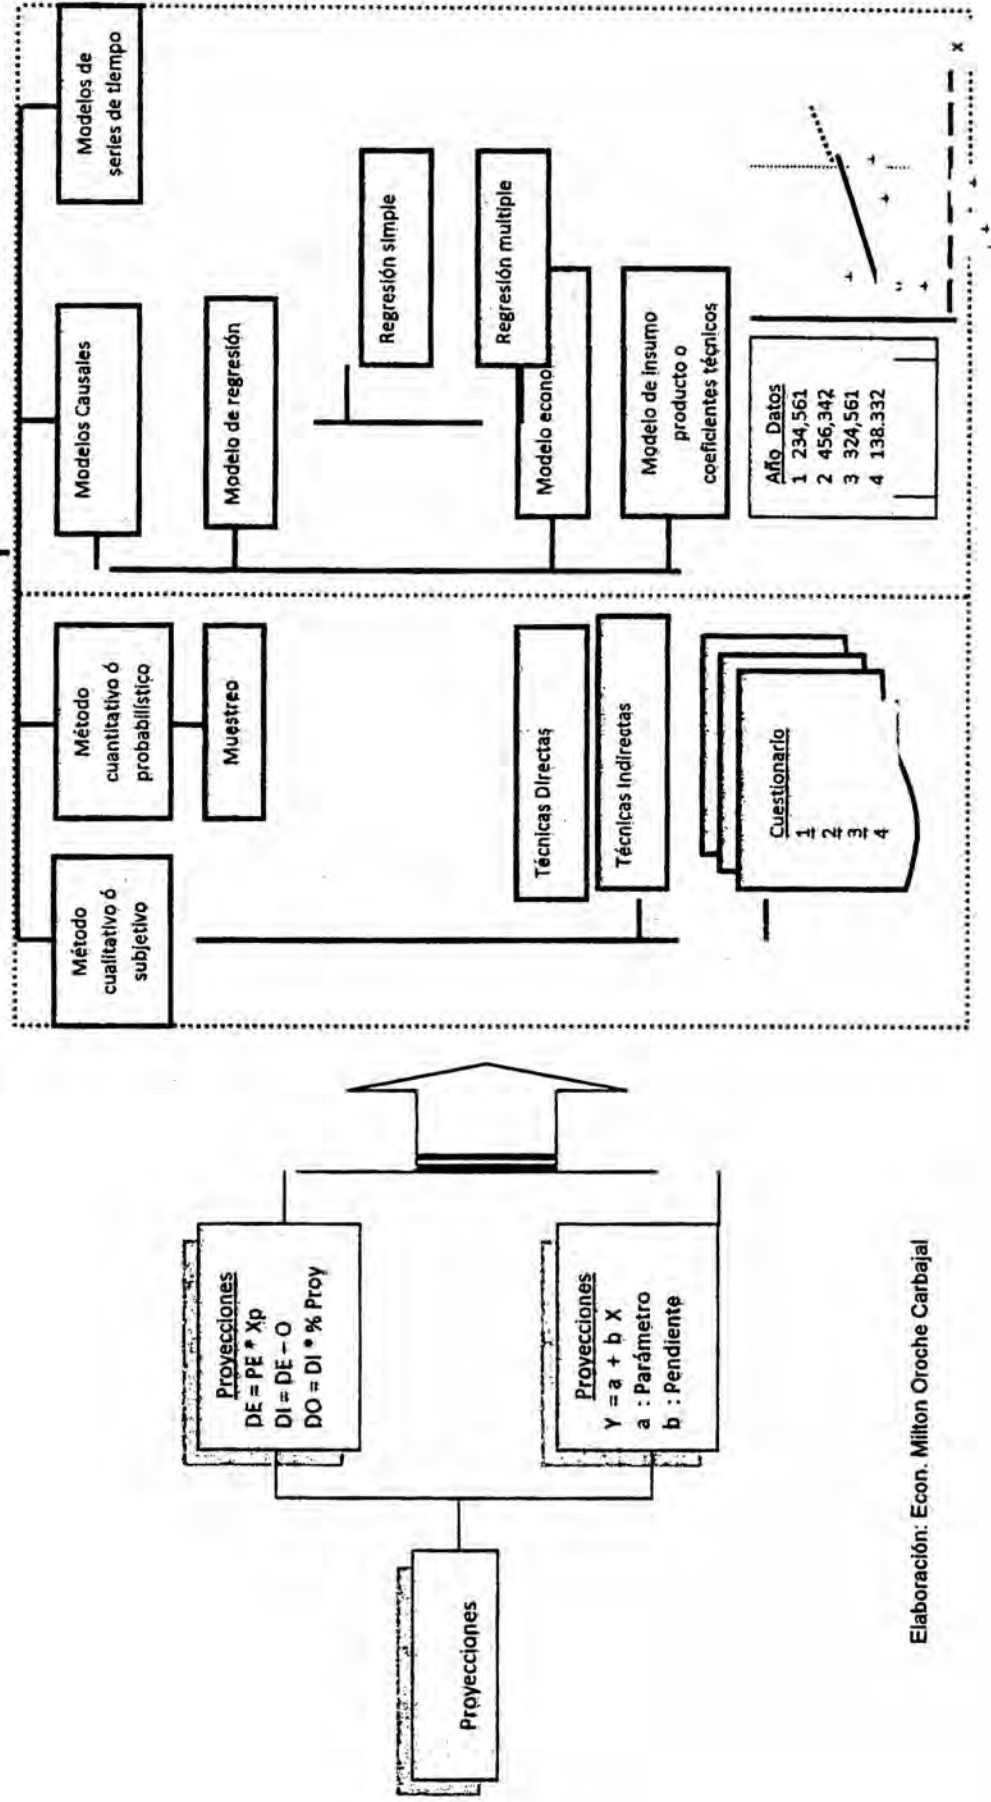 Método
cualitativo ó
subjetivo
Método
cuantitativo ó
probabilístico
Modelos Causales
Modelos de
series de tiempo
Muestreo
Modelo de regresión
Regresión simple
Regresión multiple
Técnicas Directas
Modelo econo
Técnicas Indirectas
Modelo de insumo
producto o
coeficientes técnicos
Cuestionario
1
2
3
4
Año Datos
1 234,561
2 456,342
3 324,561
4 138.332
x
Proyecciones
Proyecciones
DE = PE * Xp
DI = DE – O
DO = DI * % Proy
Proyecciones
Y = a + b X
a : Parámetro
b : Pendiente
Elaboración: Econ. Milton Oroche Carbajal